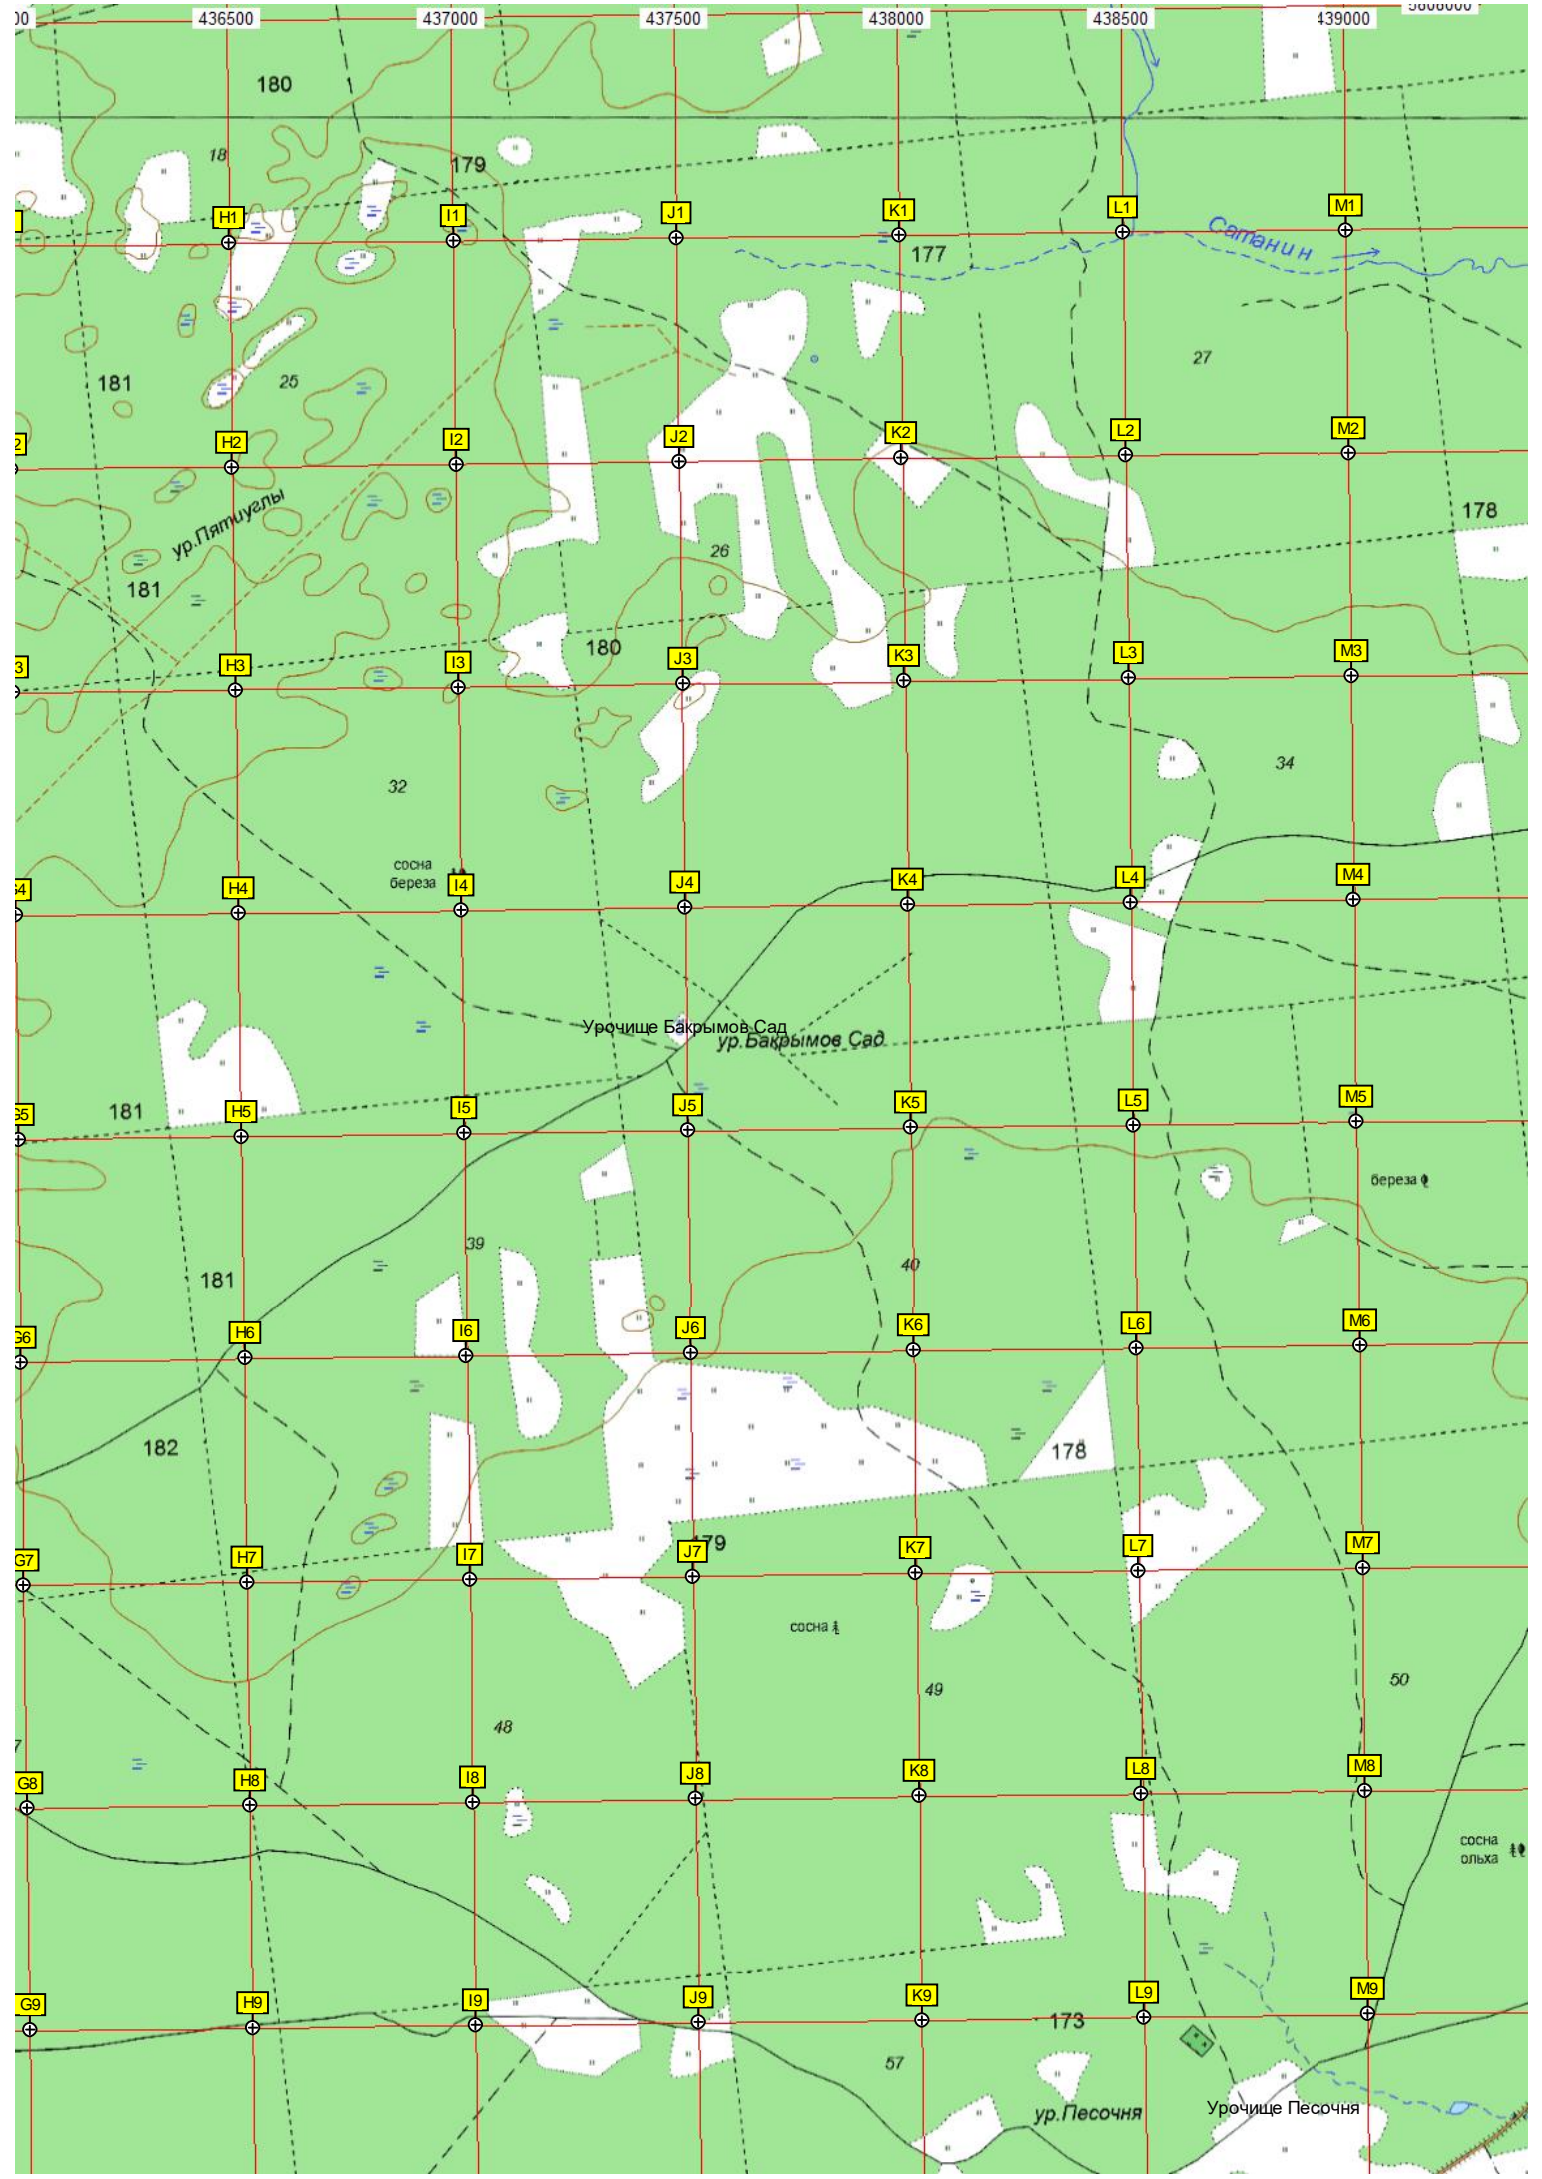 436500 437000 437500 438000 438500 439000
180
18
179
H1 I1 J1 K1 L1 M1
Сатанин
177
27
181
25
H2 I2 J2 K2 L2 M2
178
ур.Пятиуглы
26
181
180
H3 I3 J3 K3 L3 M3
34
32
сосна
береза
G4 H4 I4 J4 K4 L4 M4
Урочище Бакрымов Сад
ур.Бакрымов Сад
181
G5 H5 I5 J5 K5 L5 M5
береза
39
40
181
G6 H6 I6 J6 K6 L6 M6
182
178
179
G7 H7 I7 J7 K7 L7 M7
сосна
50
49
48
G8 H8 I8 J8 K8 L8 M8
сосна
ольха
G9 H9 I9 J9 K9 L9 M9
173
57
Урочище Песочня
ур.Песочня